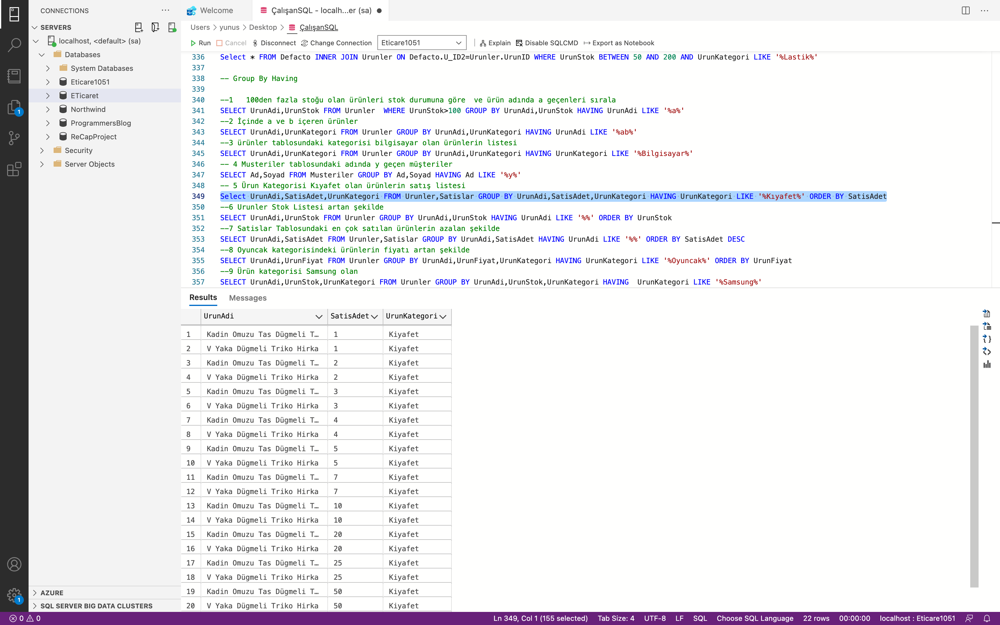 CONNECTIONS
SERVERS
localhost, <default> (sa)
Databases
System Databases
Eticare1051
ETicaret
Northwind
ProgrammersBlog
ReCapProject
Security
Server Objects
AZURE
SQL SERVER BIG DATA CLUSTERS
1
1
Welcome
ÇalışanSQL - localh...er (sa)
Users > yunus > Desktop > ÇalışanSQL
Run Cancel Disconnect Change Connection Eticare1051 Explain Disable SQLCMD Export as Notebook
336 Select * FROM Defacto INNER JOIN Urunler ON Defacto.U_ID2=Urunler.UrunID WHERE UrunStok BETWEEN 50 AND 200 AND UrunKategori LIKE '%Lastik%'
337
338 -- Group By Having
339
340 --1   100den fazla stoğu olan ürünleri stok durumuna göre  ve ürün adında a geçenleri sırala
341 SELECT UrunAdi,UrunStok FROM Urunler  WHERE UrunStok>100 GROUP BY UrunAdi,UrunStok HAVING UrunAdi LIKE '%a%'
342 --2 İçinde a ve b içeren ürünler
343 SELECT UrunAdi,UrunKategori FROM Urunler GROUP BY UrunAdi,UrunKategori HAVING UrunAdi LIKE '%ab%'
344 --3 ürünler tablosundaki kategorisi bilgisayar olan ürünlerin listesi
345 SELECT UrunAdi,UrunKategori FROM Urunler GROUP BY UrunAdi,UrunKategori HAVING UrunKategori LIKE '%Bilgisayar%'
346 -- 4 Musteriler tablosundaki adında y geçen müşteriler
347 SELECT Ad,Soyad FROM Musteriler GROUP BY Ad,Soyad HAVING Ad LIKE '%y%'
348 -- 5 Ürun Kategorisi Kıyafet olan ürünlerin satış listesi
349 Select UrunAdi,SatisAdet,UrunKategori FROM Urunler,Satislar GROUP BY UrunAdi,SatisAdet,UrunKategori HAVING UrunKategori LIKE '%Kıyafet%' ORDER BY SatisAdet
350 --6 Urunler Stok Listesi artan şekilde
351 SELECT UrunAdi,UrunStok FROM Urunler GROUP BY UrunAdi,UrunStok HAVING UrunAdi LIKE '%%' ORDER BY UrunStok
352 --7 Satislar Tablosundaki en çok satılan ürünlerin azalan şekilde
353 SELECT UrunAdi,SatisAdet FROM Urunler,Satislar GROUP BY UrunAdi,SatisAdet HAVING UrunAdi LIKE '%%' ORDER BY SatisAdet DESC
354 --8 Oyuncak kategorisindeki ürünlerin fiyatı artan şekilde
355 SELECT UrunAdi,UrunFiyat FROM Urunler GROUP BY UrunAdi,UrunFiyat,UrunKategori HAVING UrunKategori LIKE '%Oyuncak%' ORDER BY UrunFiyat
356 --9 Ürün kategorisi Samsung olan
357 SELECT UrunAdi,UrunStok,UrunKategori FROM Urunler GROUP BY UrunAdi,UrunStok,UrunKategori HAVING  UrunKategori LIKE '%Samsung%'
Results Messages
UrunAdi SatisAdet UrunKategori
1 Kadin Omuzu Tas Dügmeli T… 1 Kiyafet
2 V Yaka Dügmeli Triko Hirka 1 Kiyafet
3 Kadin Omuzu Tas Dügmeli T… 2 Kiyafet
4 V Yaka Dügmeli Triko Hirka 2 Kiyafet
5 Kadin Omuzu Tas Dügmeli T… 3 Kiyafet
6 V Yaka Dügmeli Triko Hirka 3 Kiyafet
7 Kadin Omuzu Tas Dügmeli T… 4 Kiyafet
8 V Yaka Dügmeli Triko Hirka 4 Kiyafet
9 Kadin Omuzu Tas Dügmeli T… 5 Kiyafet
10 V Yaka Dügmeli Triko Hirka 5 Kiyafet
11 Kadin Omuzu Tas Dügmeli T… 7 Kiyafet
12 V Yaka Dügmeli Triko Hirka 7 Kiyafet
13 Kadin Omuzu Tas Dügmeli T… 10 Kiyafet
14 V Yaka Dügmeli Triko Hirka 10 Kiyafet
15 Kadin Omuzu Tas Dügmeli T… 20 Kiyafet
16 V Yaka Dügmeli Triko Hirka 20 Kiyafet
17 Kadin Omuzu Tas Dügmeli T… 25 Kiyafet
18 V Yaka Dügmeli Triko Hirka 25 Kiyafet
19 Kadin Omuzu Tas Dügmeli T… 50 Kiyafet
20 V Yaka Dügmeli Triko Hirka 50 Kiyafet
0 0 Ln 349, Col 1 (155 selected) Tab Size: 4 UTF-8 LF SQL Choose SQL Language 22 rows 00:00:00 localhost : Eticare1051